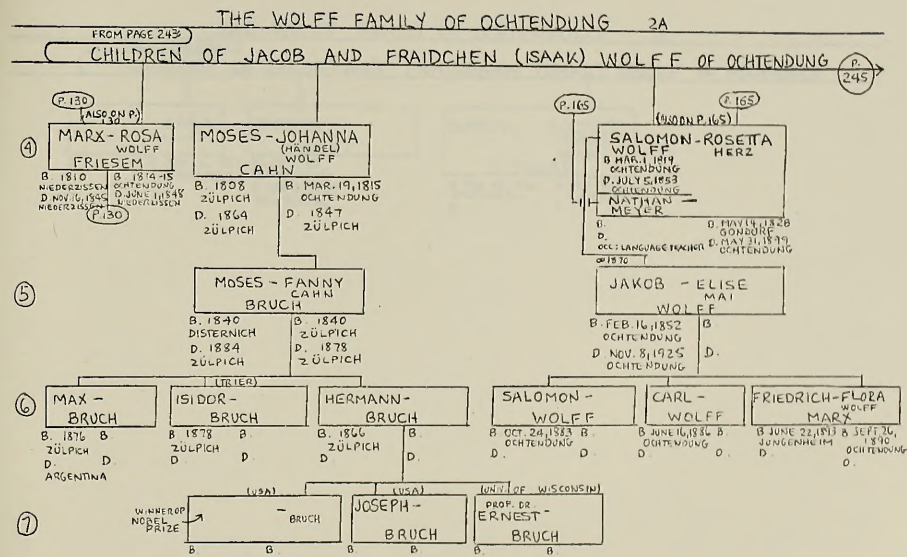 THE WOLFF FAMILY OF OCHTENDUNG 2A
FROM PAGE 243
CHILDREN OF JACOB AND FRAIDCHEN (ISAAK) WOLFF OF OCHTENDUNG
P. 245
P. 130
(ALSO ON P. 130)
P. 165
(ALSO ON P. 165)
P. 165
④
MARX - ROSA
WOLFF
FRIESEM
B. 1810
NIEDERZISSEN
D. NOV. 16, 1845
NIEDERZISSEN
B. 1814-15
OCHTENDUNG
D. JUNE 1, 1848
NIEDERZISSEN
P. 130
MOSES - JOHANNA
(HÄNDEL)
WOLFF
CAHN
B. 1808
ZÜLPICH
D. 1864
ZÜLPICH
B. MAR. 19, 1815
OCHTENDUNG
D. 1847
ZÜLPICH
SALOMON - ROSETTA
WOLFF HERZ
B. MAR. 1, 1819
OCHTENDUNG
D. JULY 5, 1853
OCHTENDUNG
NATHAN -
MEYER
B.
D.
OCC: LANGUAGE TEACHER
∞ 1870
B. MAY 14, 1828
GONDORF
D. MAY 21, 1899
OCHTENDUNG
⑤
MOSES - FANNY
CAHN
BRUCH
B. 1840
DISTERNICH
D. 1884
ZÜLPICH
B. 1840
ZÜLPICH
D. 1878
ZÜLPICH
JAKOB - ELISE
MAI
WOLFF
B. FEB. 16, 1852
OCHTENDUNG
D. NOV. 8, 1925
OCHTENDUNG
B
D.
⑥
MAX -
BRUCH
B. 1876
ZÜLPICH
D.
ARGENTINA
B.
D.
(TRIER)
ISIDOR -
BRUCH
B. 1878
ZÜLPICH
D.
B.
D.
HERMANN -
BRUCH
B. 1866
ZÜLPICH
D.
B.
D.
SALOMON -
WOLFF
B. OCT. 24, 1883
OCHTENDUNG
D.
B.
D.
CARL -
WOLFF
B. JUNE 16, 1886
OCHTENDUNG
D.
B.
D.
FRIEDRICH - FLORA
WOLFF
MARX
B. JUNE 22, 1893
JUNGENHEIM
D.
B. SEPT. 26, 1890
OCHTENDUNG
D.
⑦
WINNER OF
NOBEL
PRIZE
(USA)
- BRUCH
B. B.
(USA)
JOSEPH -
BRUCH
B. B.
(UNIV. OF WISCONSIN)
PROF. DR.
ERNEST -
BRUCH
B. B.